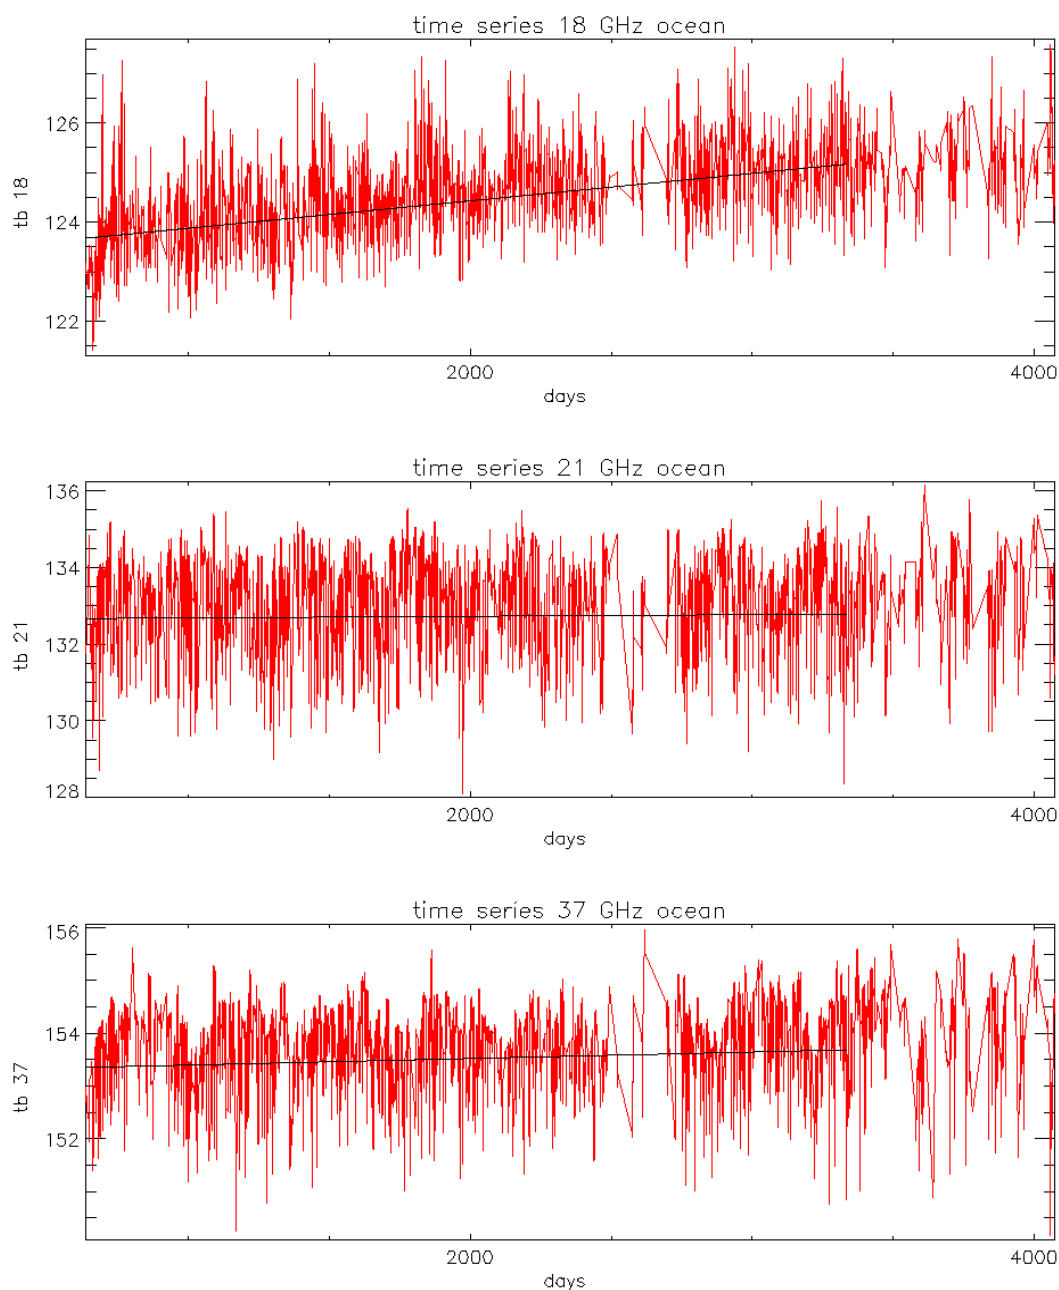 time series 18 GHz ocean
126
124
122
tb 18
2000
4000
days
time series 21 GHz ocean
136
134
132
130
128
tb 21
2000
4000
days
time series 37 GHz ocean
156
154
152
tb 37
2000
4000
days